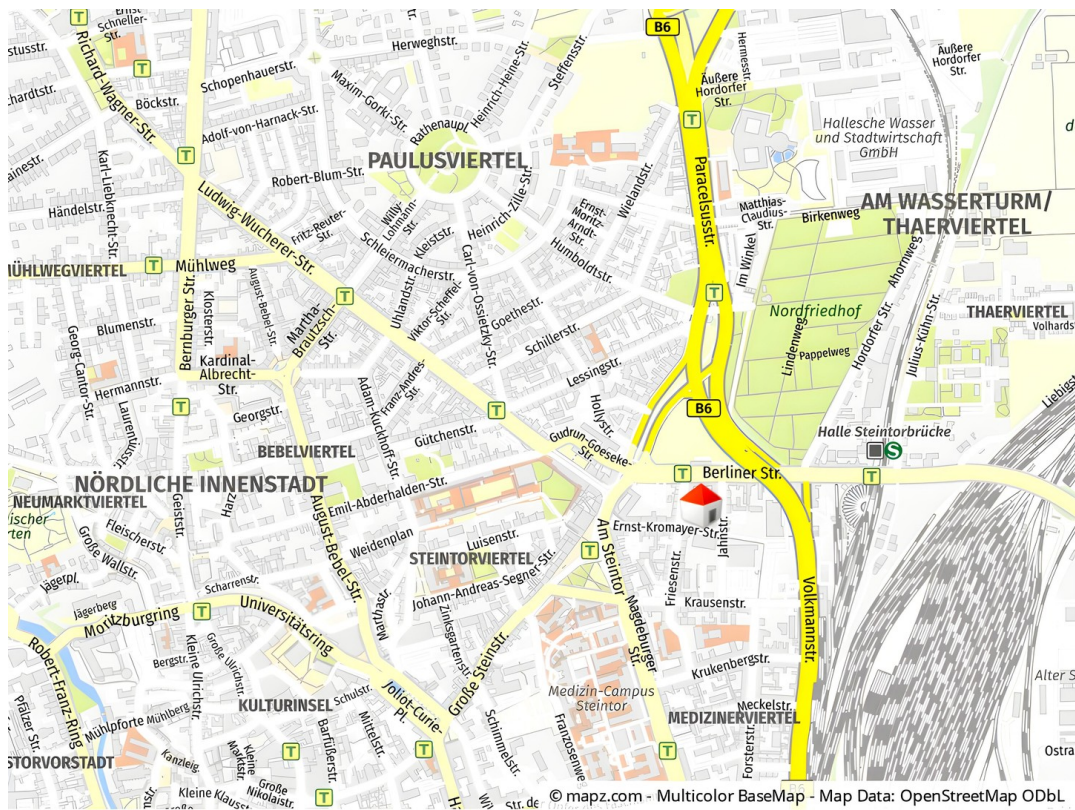 B6
Ernst-
Schneller-
Str.
Richard-Wagner-Str.
T
Schopenhauerstr.
Böckstr.
Adolf-von-Harnack-Str.
Herweghstr.
Maxim-Gorki-Str.
Rathenaupl.
Heinrich-Heine-Str.
Steffensstr.
PAULUSVIERTEL
Äußere
Hordorfer
Str.
Hermesstr.
Äußere
Hordorfer
Str.
T
T
Hallesche Wasser
und Stadtwirtschaft
GmbH
Karl-Liebknecht-Str.
Robert-Blum-Str.
Ludwig-Wucherer-Str.
Händelstr.
Fritz-Reuter-
Str.
Willy-
Lohmann-
Str.
Heinrich-Zille-Str.
Kleiststr.
Schleiermacherstr.
Ernst-
Moritz-
Arndt-
Str.
Wielandstr.
Humboldtstr.
Paracelsusstr.
Matthias-
Claudius-
Str.
Birkenweg
AM WASSERTURM/
THAERVIERTEL
Im Winkel
Ahornweg
MÜHLWEGVIERTEL
T
Mühlweg
Bernburger Str.
Klosterstr.
August-Bebel-Str.
Martha-
Brautzsch-
Str.
T
Uhlandstr.
Viktor-Scheffel-
Str.
Carl-von-Ossietzky-Str.
Goethestr.
Schillerstr.
Lessingstr.
T
Nordfriedhof
Lindenweg
Pappelweg
Hordorfer Str.
Julius-Kühn-Str.
THAERVIERTEL
Blumenstr.
Georg-Cantor-Str.
Hermannstr.
Laurentiusstr.
Kardinal-
Albrecht-
Str.
Georgstr.
T
Adam-Kuckhoff-Str.
Franz-Andres-
Str.
Gütchenstr.
T
Hollystr.
Gudrun-Goeseke-
B6
Halle Steintorbrücke
S
BEBELVIERTEL
NÖRDLICHE INNENSTADT
NEUMARKTVIERTEL
T
Berliner Str.
T
Geiststr.
Harz
August-Bebel-Str.
Emil-Abderhalden-Str.
Fleischerstr.
Große Wallstr.
Weidenplan
Luisenstr.
STEINTORVIERTEL
Am Steintor
T
Ernst-Kromayer-Str.
Jahnstr.
Friesenstr.
Jägerpl.
Scharrenstr.
Jägerberg
Moritzburgring
T
Universitätsring
Marthastr.
Johann-Andreas-Segner-Str.
Zinksgartenstr.
Große Steinstr.
Magdeburger
Str.
Krausenstr.
Volkmannstr.
Robert-Franz-Ring
Bergstr.
Kleine Ulrichstr.
Große Ulrichstr.
Krukenbergstr.
Medizin-Campus
Steintor
KULTURINSEL
Schulstr.
Joliot-Curie-
Pl.
Meckelstr.
MEDIZINERVIERTEL
Pfälzer Str.
Mühlpforte
Mühlberg
Barfüßerstr.
Mittelstr.
Schimmelstr.
Forsterstr.
T
T
T
Kanzleig.
Kleine
Marktstr.
Große
Nikolaistr.
T
© mapz.com - Multicolor BaseMap - Map Data: OpenStreetMap ODbL